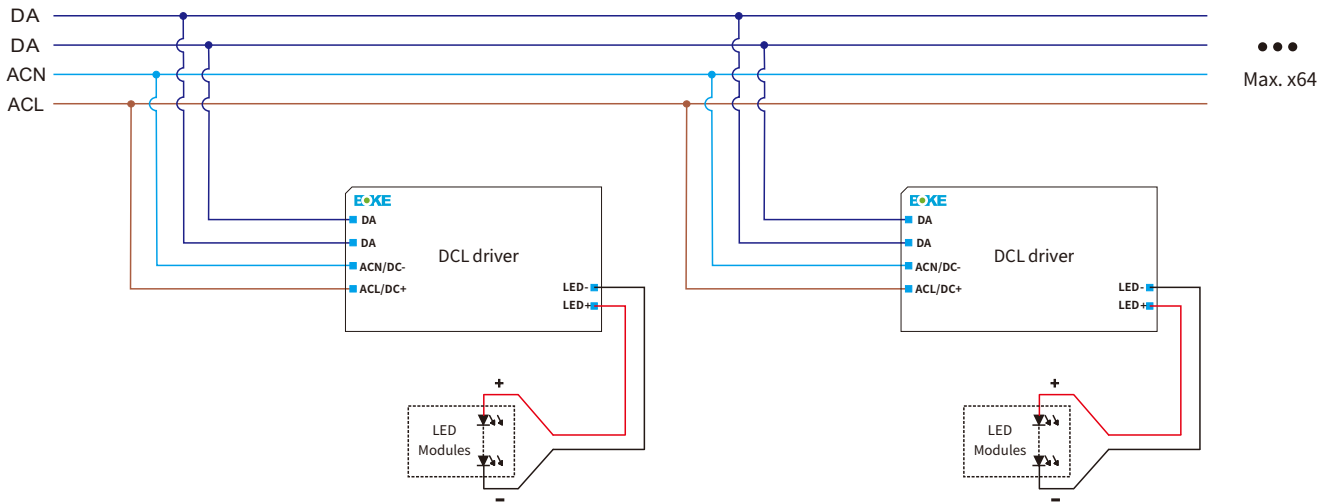 DA
DA
ACN
ACL
Max. x64
EOKE
DA
DA
ACN/DC-
ACL/DC+
DCL driver
LED-
LED+
EOKE
DA
DA
ACN/DC-
ACL/DC+
DCL driver
LED-
LED+
+
LED
Modules
–
+
LED
Modules
–